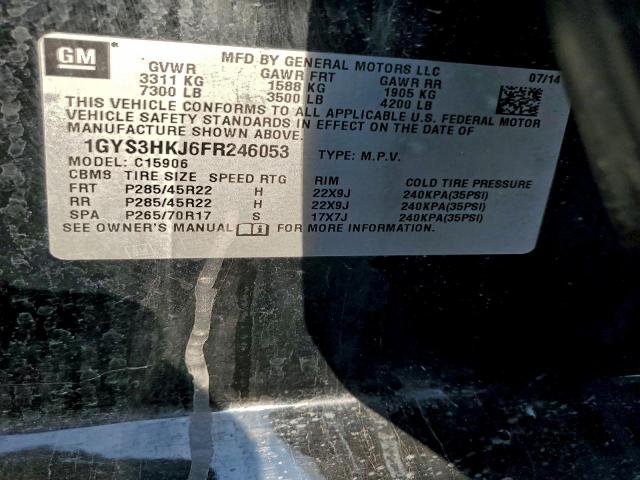 GM
MFD BY GENERAL MOTORS LLC
07/14
GVWR GAWR FRT GAWR RR
3311 KG 1588 KG 1905 KG
7300 LB 3500 LB 4200 LB
THIS VEHICLE CONFORMS TO ALL APPLICABLE U.S. FEDERAL MOTOR
VEHICLE SAFETY STANDARDS IN EFFECT ON THE DATE OF
MANUFACTURE SHOWN ABOVE.
1GYS3HKJ6FR246053 TYPE: M.P.V.
MODEL: C15906
CBMS TIRE SIZE SPEED RTG RIM COLD TIRE PRESSURE
FRT P285/45R22 H 22X9J 240KPA(35PSI)
RR P285/45R22 H 22X9J 240KPA(35PSI)
SPA P265/70R17 S 17X7J 240KPA(35PSI)
SEE OWNER'S MANUAL FOR MORE INFORMATION.